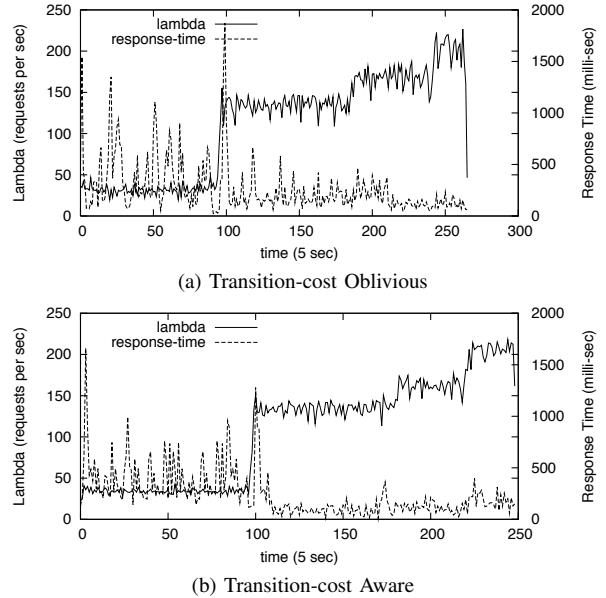 lambda
response-time
Lambda (requests per sec)
Response Time (milli-sec)
250
200
150
100
50
0
2000
1500
1000
500
0
0 50 100 150 200 250 300
time (5 sec)
(a) Transition-cost Oblivious
lambda
response-time
Lambda (requests per sec)
Response Time (milli-sec)
250
200
150
100
50
0
2000
1500
1000
500
0
0 50 100 150 200 250
time (5 sec)
(b) Transition-cost Aware